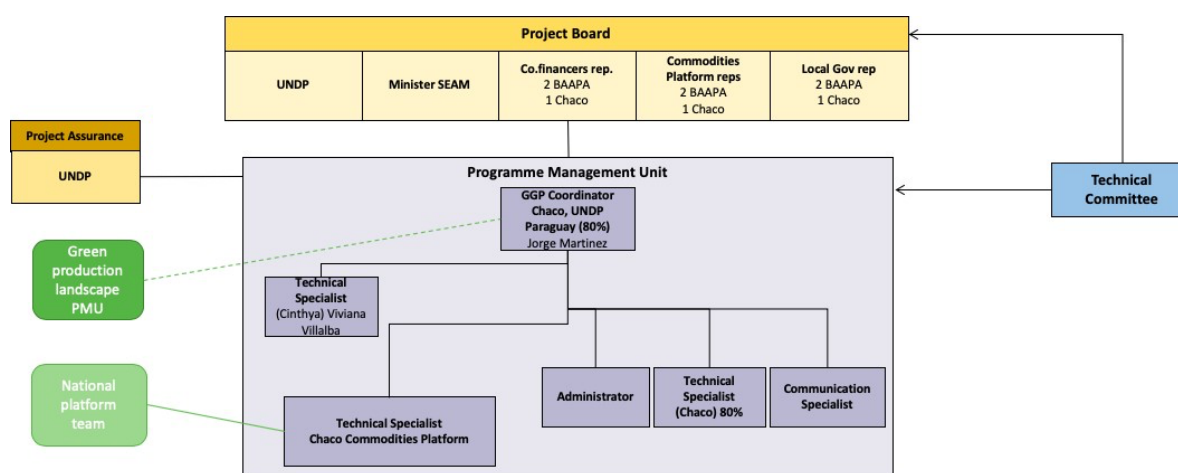 Project Board
UNDP
Minister SEAM
Co.financers rep.
2 BAAPA
1 Chaco
Commodities
Platform reps
2 BAAPA
1 Chaco
Local Gov rep
2 BAAPA
1 Chaco
Project Assurance
UNDP
Programme Management Unit
GGP Coordinator
Chaco, UNDP
Paraguay (80%)
Jorge Martinez
Technical
Committee
Green
production
landscape
PMU
Technical
Specialist
(Cinthya) Viviana
Villalba
National
platform
team
Technical Specialist
Chaco Commodities Platform
Administrator
Technical
Specialist
(Chaco) 80%
Communication
Specialist